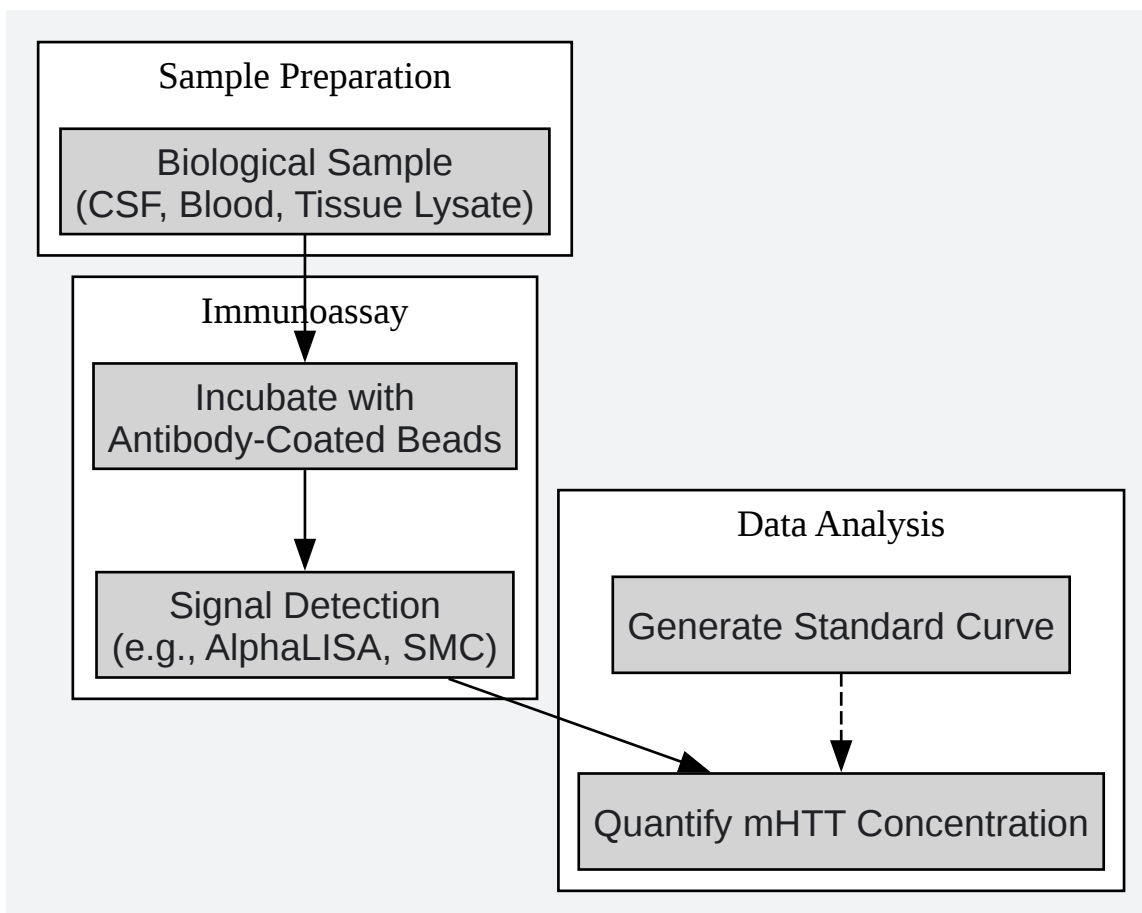 Sample Preparation
Biological Sample
(CSF, Blood, Tissue Lysate)
Immunoassay
Incubate with
Antibody-Coated Beads
Signal Detection
(e.g., AlphaLISA, SMC)
Data Analysis
Generate Standard Curve
Quantify mHTT Concentration